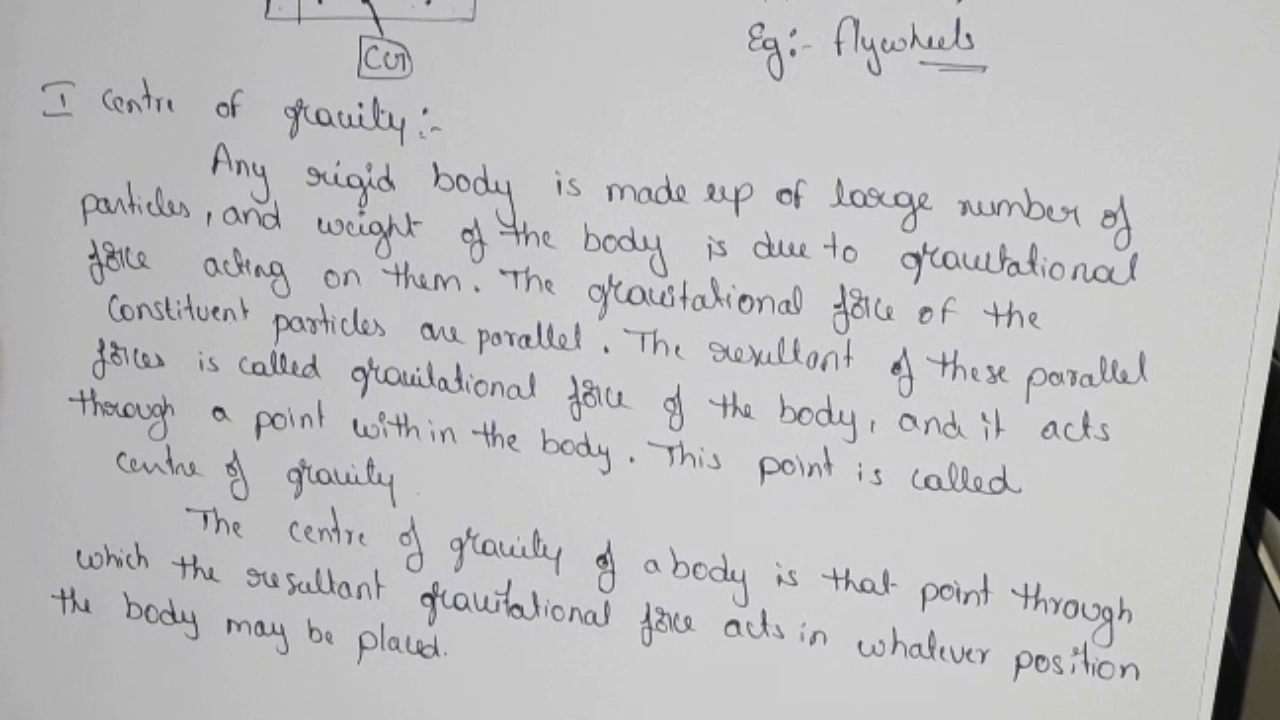 CG
Eg:- flywheels
I centre of gravity:-
Any rigid body is made up of large number of
particles, and weight of the body is due to gravitational
force acting on them. The gravitational force of the
constituent particles are parallel. The resultant of these parallel
forces is called gravitational force of the body, and it acts
through a point within the body. This point is called
centre of gravity
The centre of gravity of a body is that point through
which the resultant gravitational force acts in whatever position
the body may be placed.